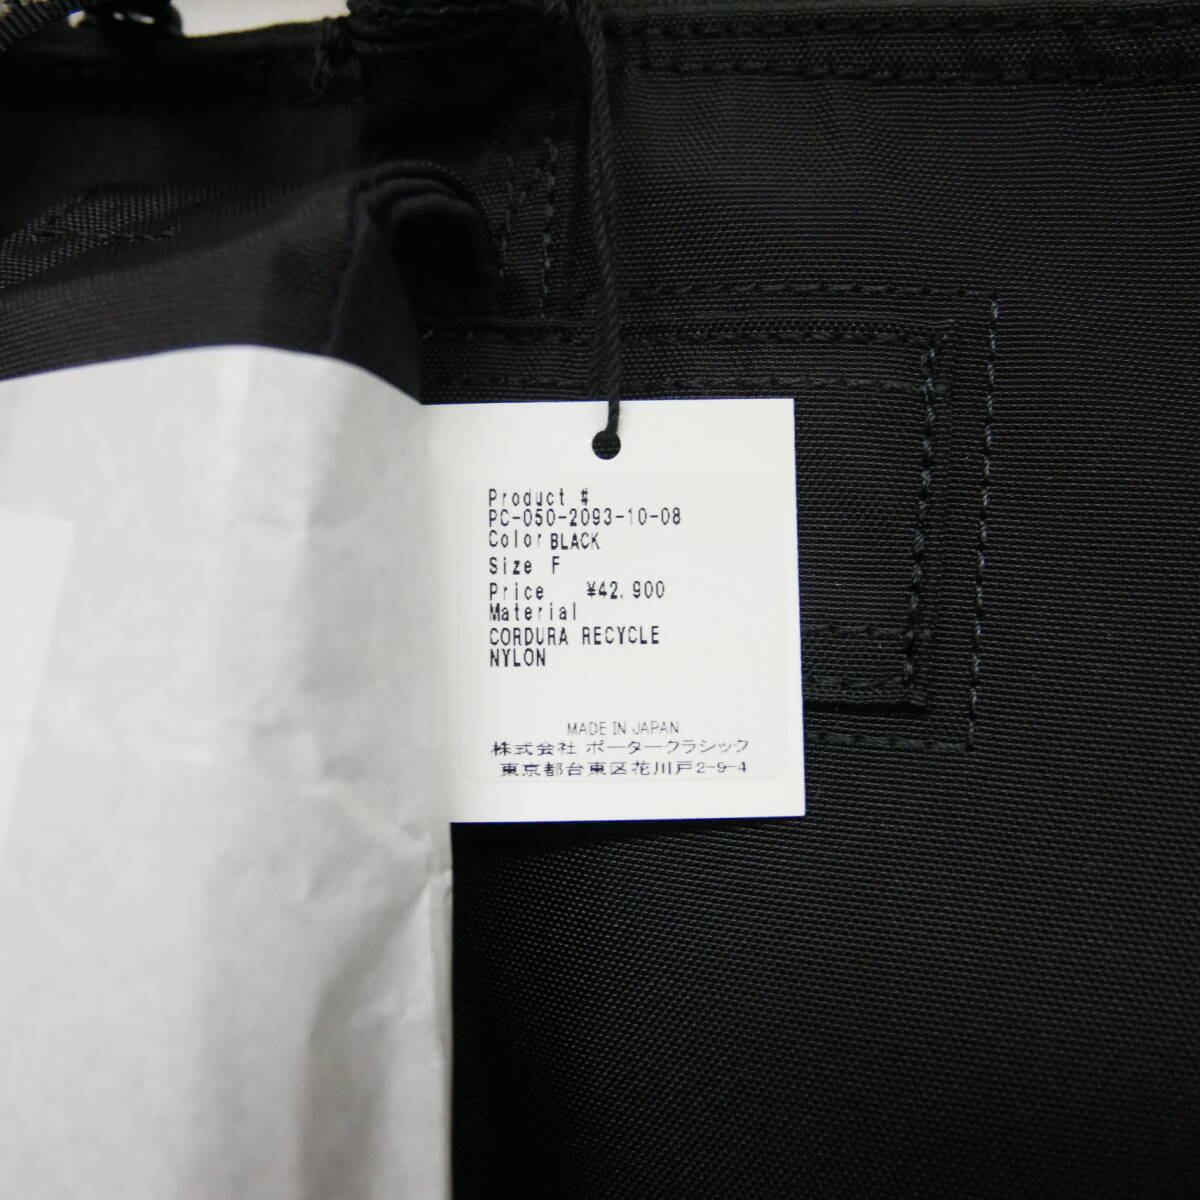 Product #
PC-050-2093-10-08
Color BLACK
Size F
Price ¥42,900
Material
CORDURA RECYCLE
NYLON
MADE IN JAPAN
株式会社 ポータークラシック
東京都台東区花川戸2-9-4